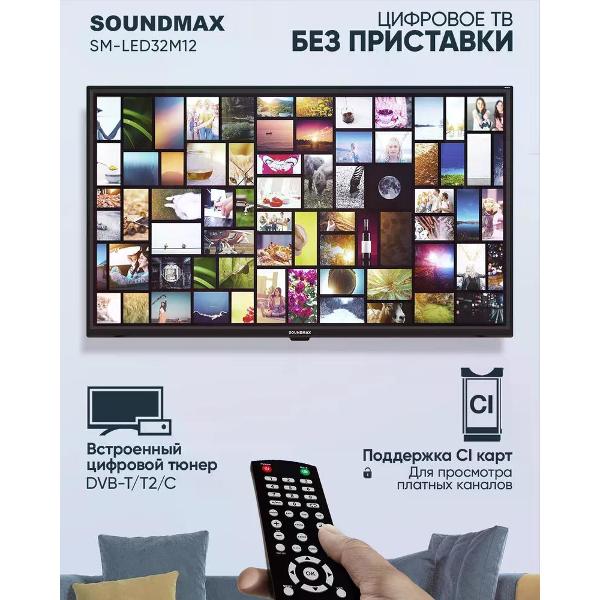 SOUNDMAX
SM-LED32M12
ЦИФРОВОЕ ТВ
БЕЗ ПРИСТАВКИ
SOUNDMAX
Встроенный
цифровой тюнер
DVB-T/T2/C
CI
Поддержка CI карт
Для просмотра
платных каналов
OK